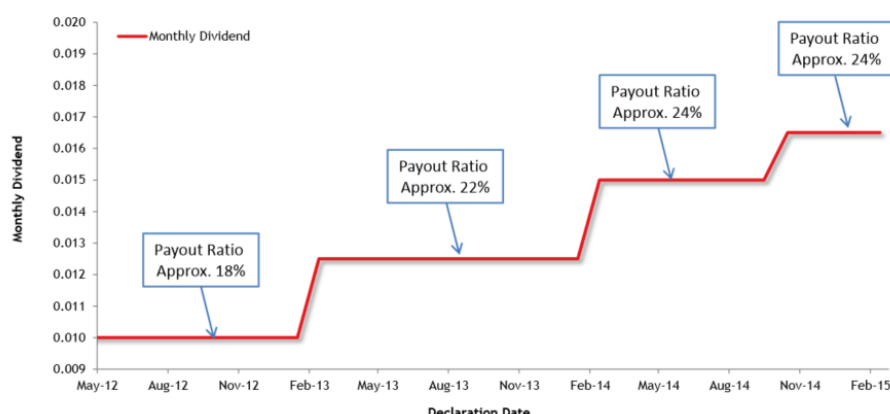 0.020
0.019
0.018
0.017
0.016
0.015
0.014
0.013
0.012
0.011
0.010
0.009
Monthly Dividend
Monthly Dividend
Payout Ratio
Approx. 18%
Payout Ratio
Approx. 22%
Payout Ratio
Approx. 24%
Payout Ratio
Approx. 24%
May-12 Aug-12 Nov-12 Feb-13 May-13 Aug-13 Nov-13 Feb-14 May-14 Aug-14 Nov-14 Feb-15
Declaration Date